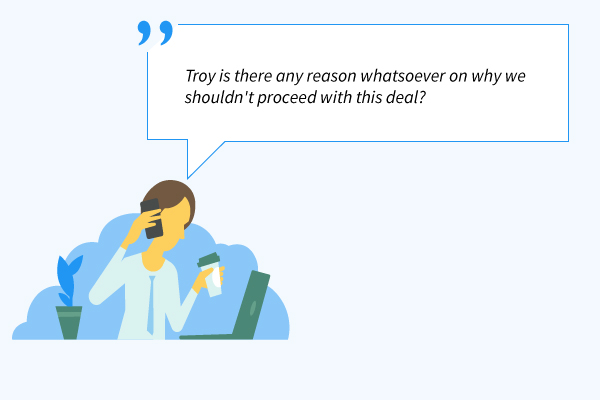 Troy is there any reason whatsoever on why we
shouldn't proceed with this deal?